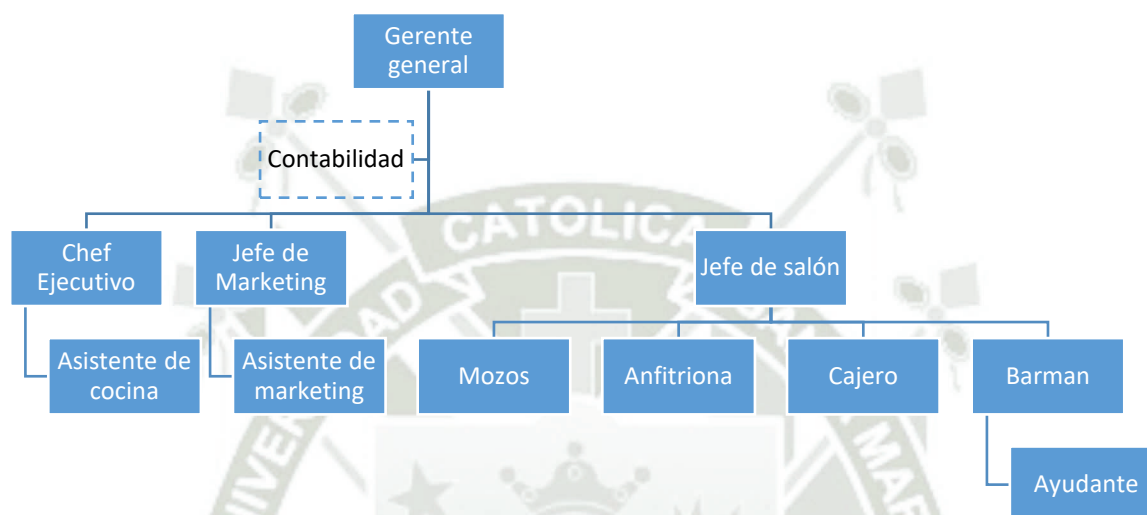 Gerente
general
Contabilidad
Chef
Ejecutivo
Jefe de
Marketing
Jefe de salón
Asistente de
cocina
Asistente de
marketing
Mozos
Anfitriona
Cajero
Barman
Ayudante
CATOLICA